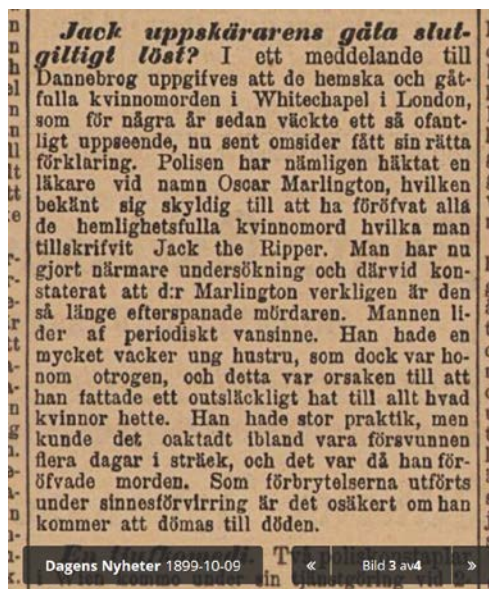 Jack uppskärarens gåta slut-
giltigt löst? I ett meddelande till
Dannebrog uppgifves att de hemska och gåt-
fulla kvinnomorden i Whitechapel i London,
som för några år sedan väckte ett så ofant-
ligt uppseende, nu sent omsider fått sin rätta
förklaring. Polisen har nämligen häktat en
läkare vid namn Oscar Marlington, hvilken
bekänt sig skyldig till att ha föröfvat alla
de hemlighetsfulla kvinnomord hvilka man
tillskrifvit Jack the Ripper. Man har nu
gjort närmare undersökning och därvid kon-
staterat att d:r Marlington verkligen är den
så länge efterspanade mördaren. Mannen li-
der af periodiskt vansinne. Han hade en
mycket vacker ung hustru, som dock var ho-
nom otrogen, och detta var orsaken till att
han fattade ett outsläckligt hat till allt hvad
kvinnor hette. Han hade stor praktik, men
kunde det oaktadt ibland vara försvunnen
flera dagar i sträck, och det var då han för-
öfvade morden. Som förbrytelserna utförts
under sinnesförvirring är det osäkert om han
kommer att dömas till döden.
En tjufkomedi. Två poliskonstaplar
Dagens Nyheter 1899-10-09 « Bild 3 av4 »